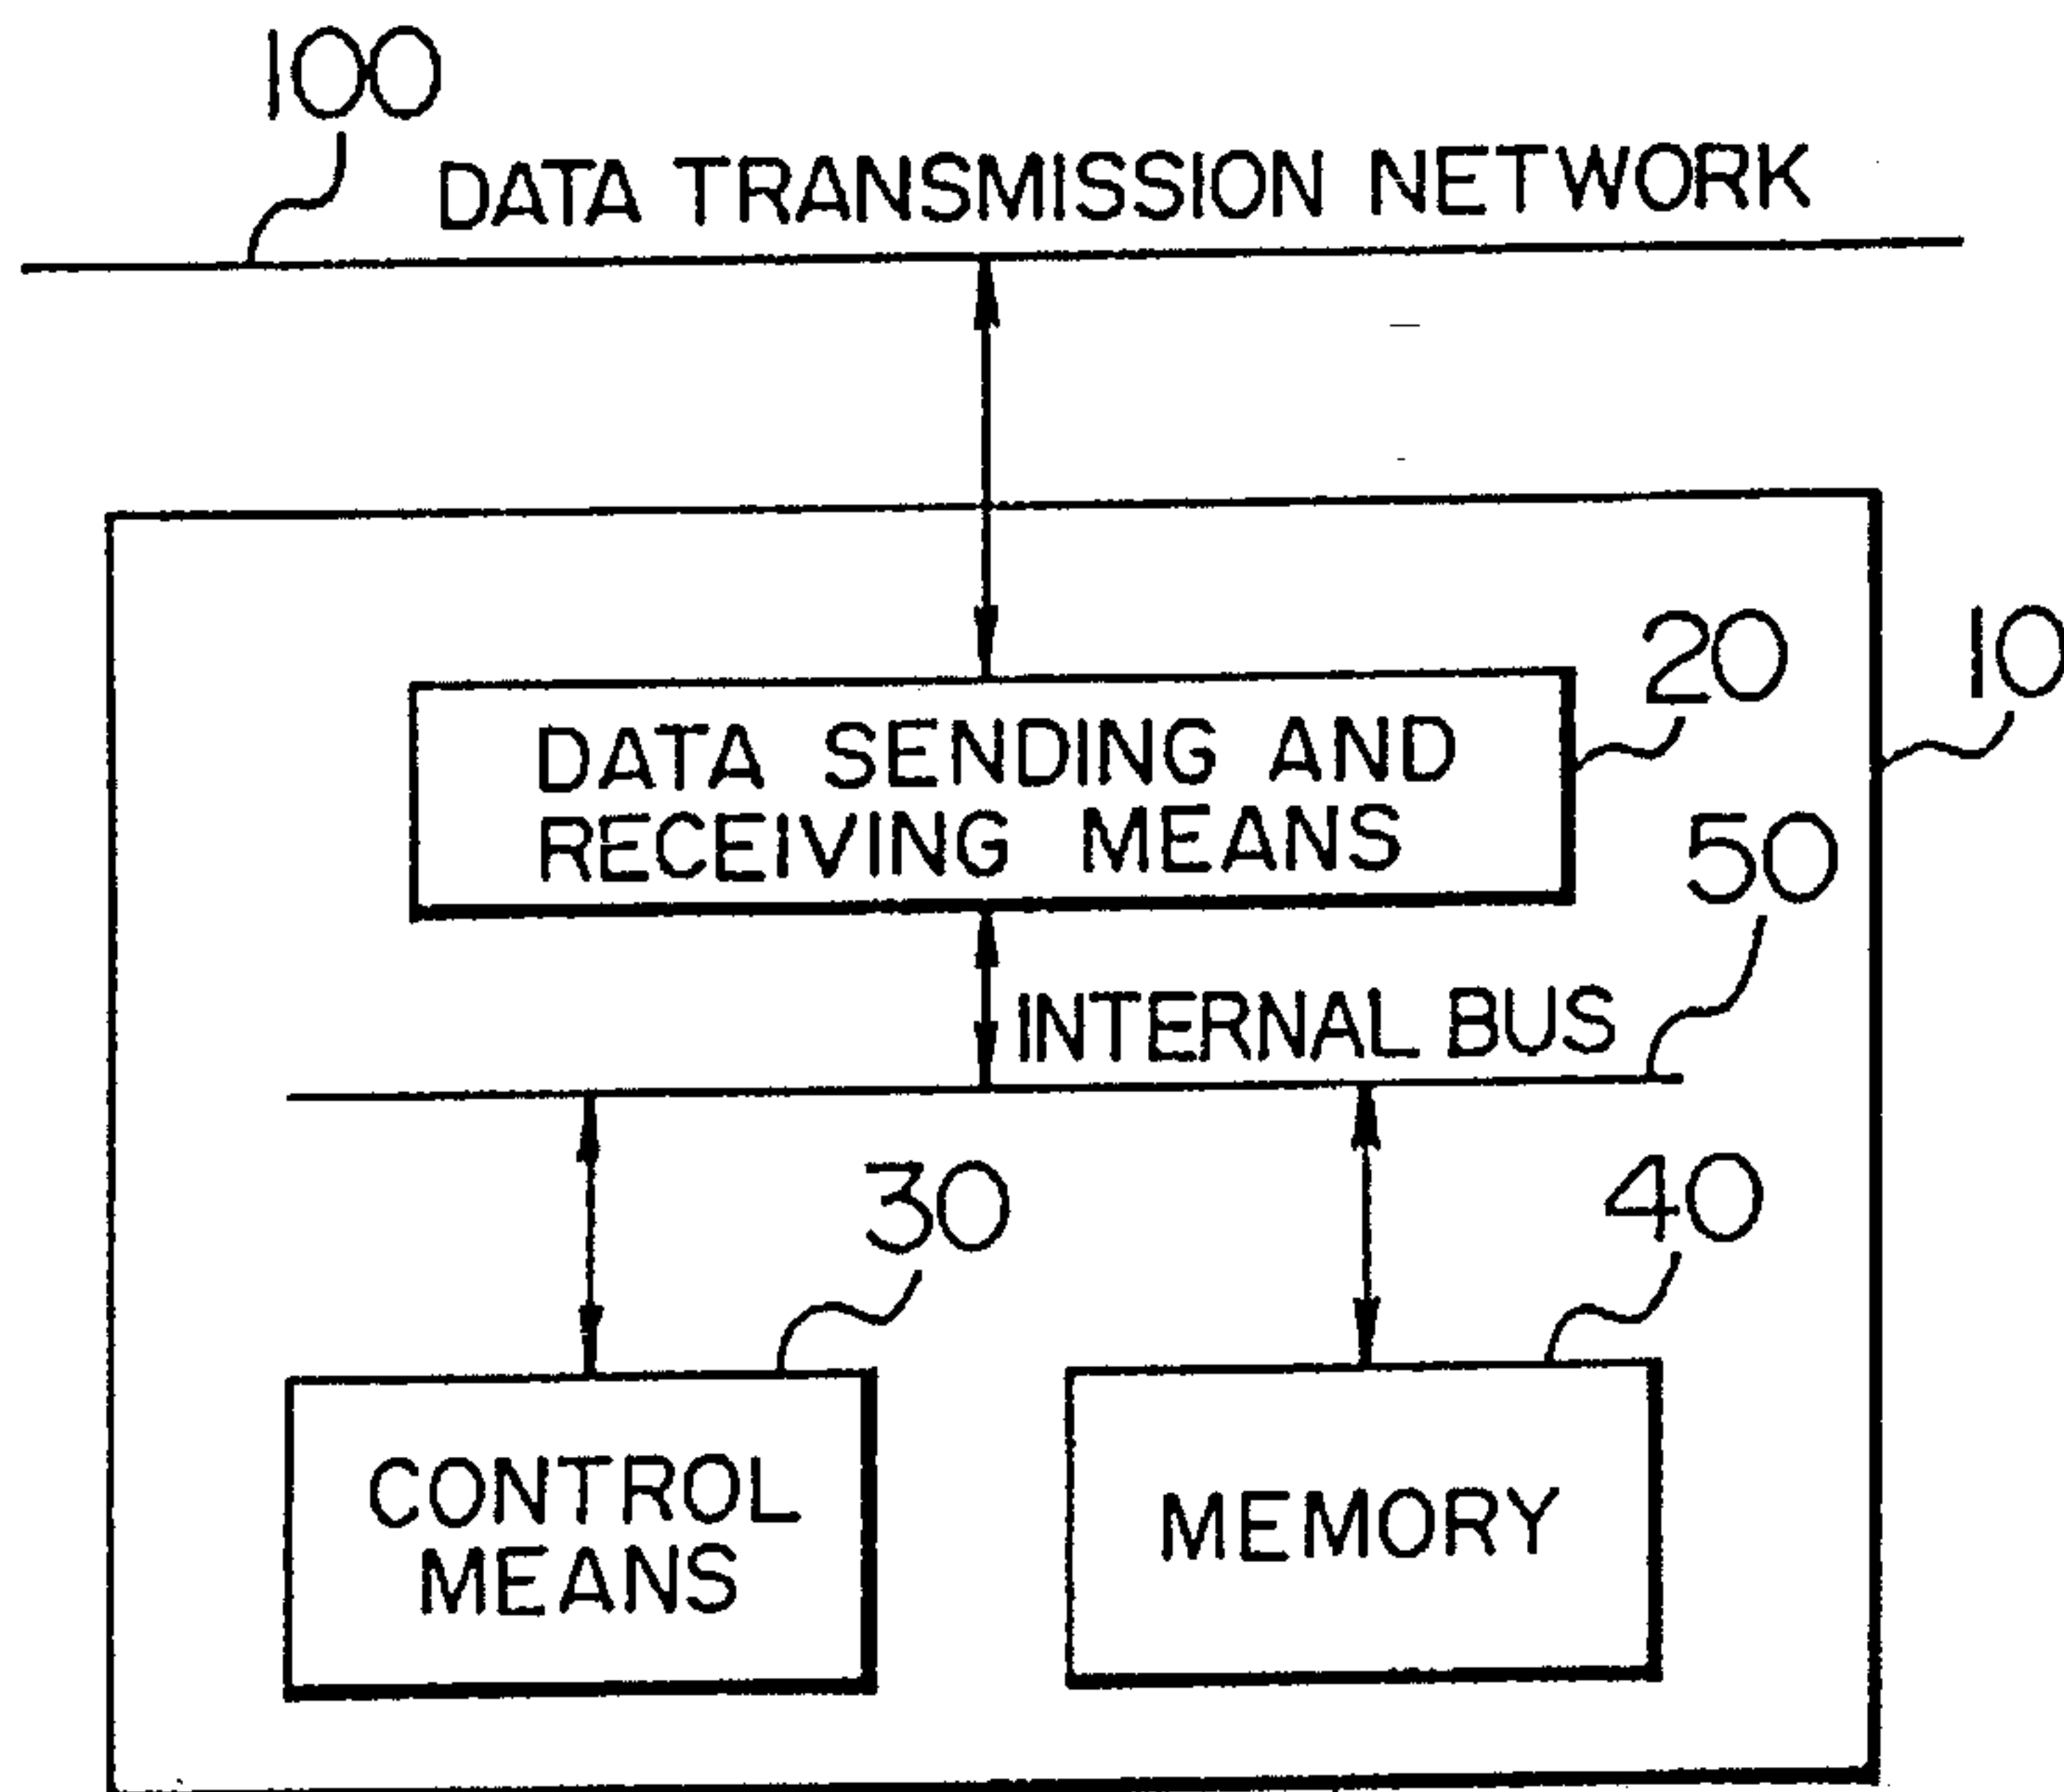 100
DATA TRANSMISSION NETWORK
20
10
DATA SENDING AND
RECEIVING MEANS
50
INTERNAL BUS
30
40
CONTROL
MEANS
MEMORY